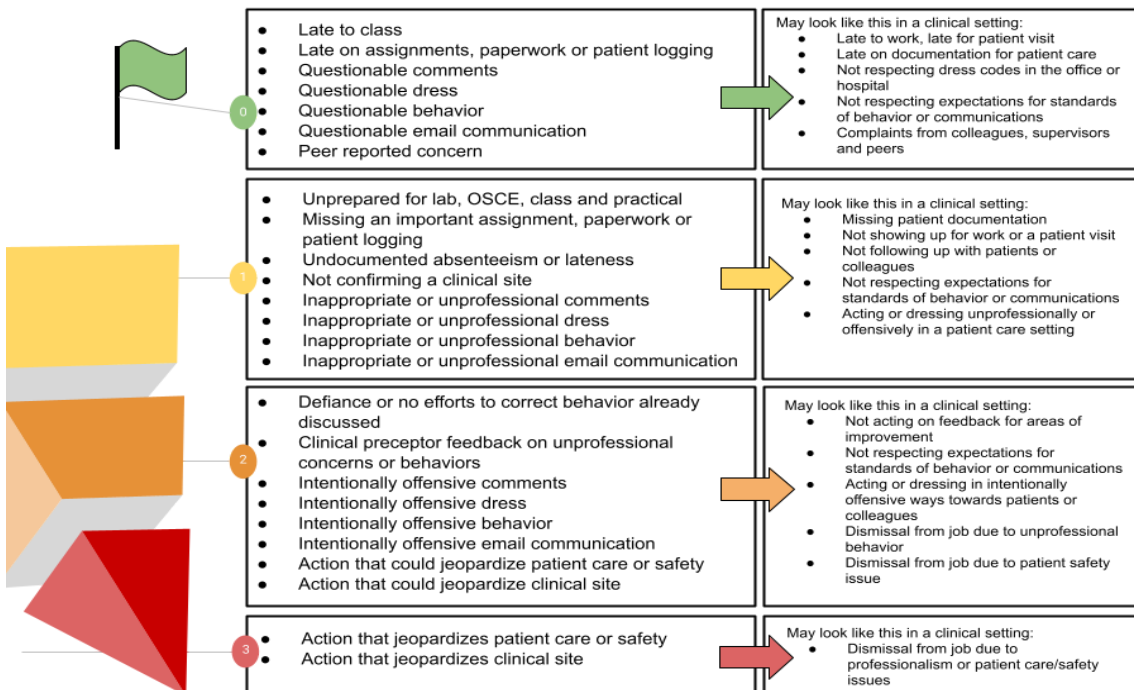 ● Late to class
● Late on assignments, paperwork or patient logging
● Questionable comments
● Questionable dress
● Questionable behavior
● Questionable email communication
● Peer reported concern
0
May look like this in a clinical setting:
● Late to work, late for patient visit
● Late on documentation for patient care
● Not respecting dress codes in the office or
hospital
● Not respecting expectations for standards
of behavior or communications
● Complaints from colleagues, supervisors
and peers
● Unprepared for lab, OSCE, class and practical
● Missing an important assignment, paperwork or
patient logging
● Undocumented absenteeism or lateness
● Not confirming a clinical site
● Inappropriate or unprofessional comments
● Inappropriate or unprofessional dress
● Inappropriate or unprofessional behavior
● Inappropriate or unprofessional email communication
1
May look like this in a clinical setting:
● Missing patient documentation
● Not showing up for work or a patient visit
● Not following up with patients or
colleagues
● Not respecting expectations for
standards of behavior or communications
● Acting or dressing unprofessionally or
offensively in a patient care setting
● Defiance or no efforts to correct behavior already
discussed
● Clinical preceptor feedback on unprofessional
concerns or behaviors
● Intentionally offensive comments
● Intentionally offensive dress
● Intentionally offensive behavior
● Intentionally offensive email communication
● Action that could jeopardize patient care or safety
● Action that could jeopardize clinical site
2
May look like this in a clinical setting:
● Not acting on feedback for areas of
improvement
● Not respecting expectations for
standards of behavior or communications
● Acting or dressing in intentionally
offensive ways towards patients or
colleagues
● Dismissal from job due to unprofessional
behavior
● Dismissal from job due to patient safety
issue
● Action that jeopardizes patient care or safety
● Action that jeopardizes clinical site
3
May look like this in a clinical setting:
● Dismissal from job due to
professionalism or patient care/safety
issues